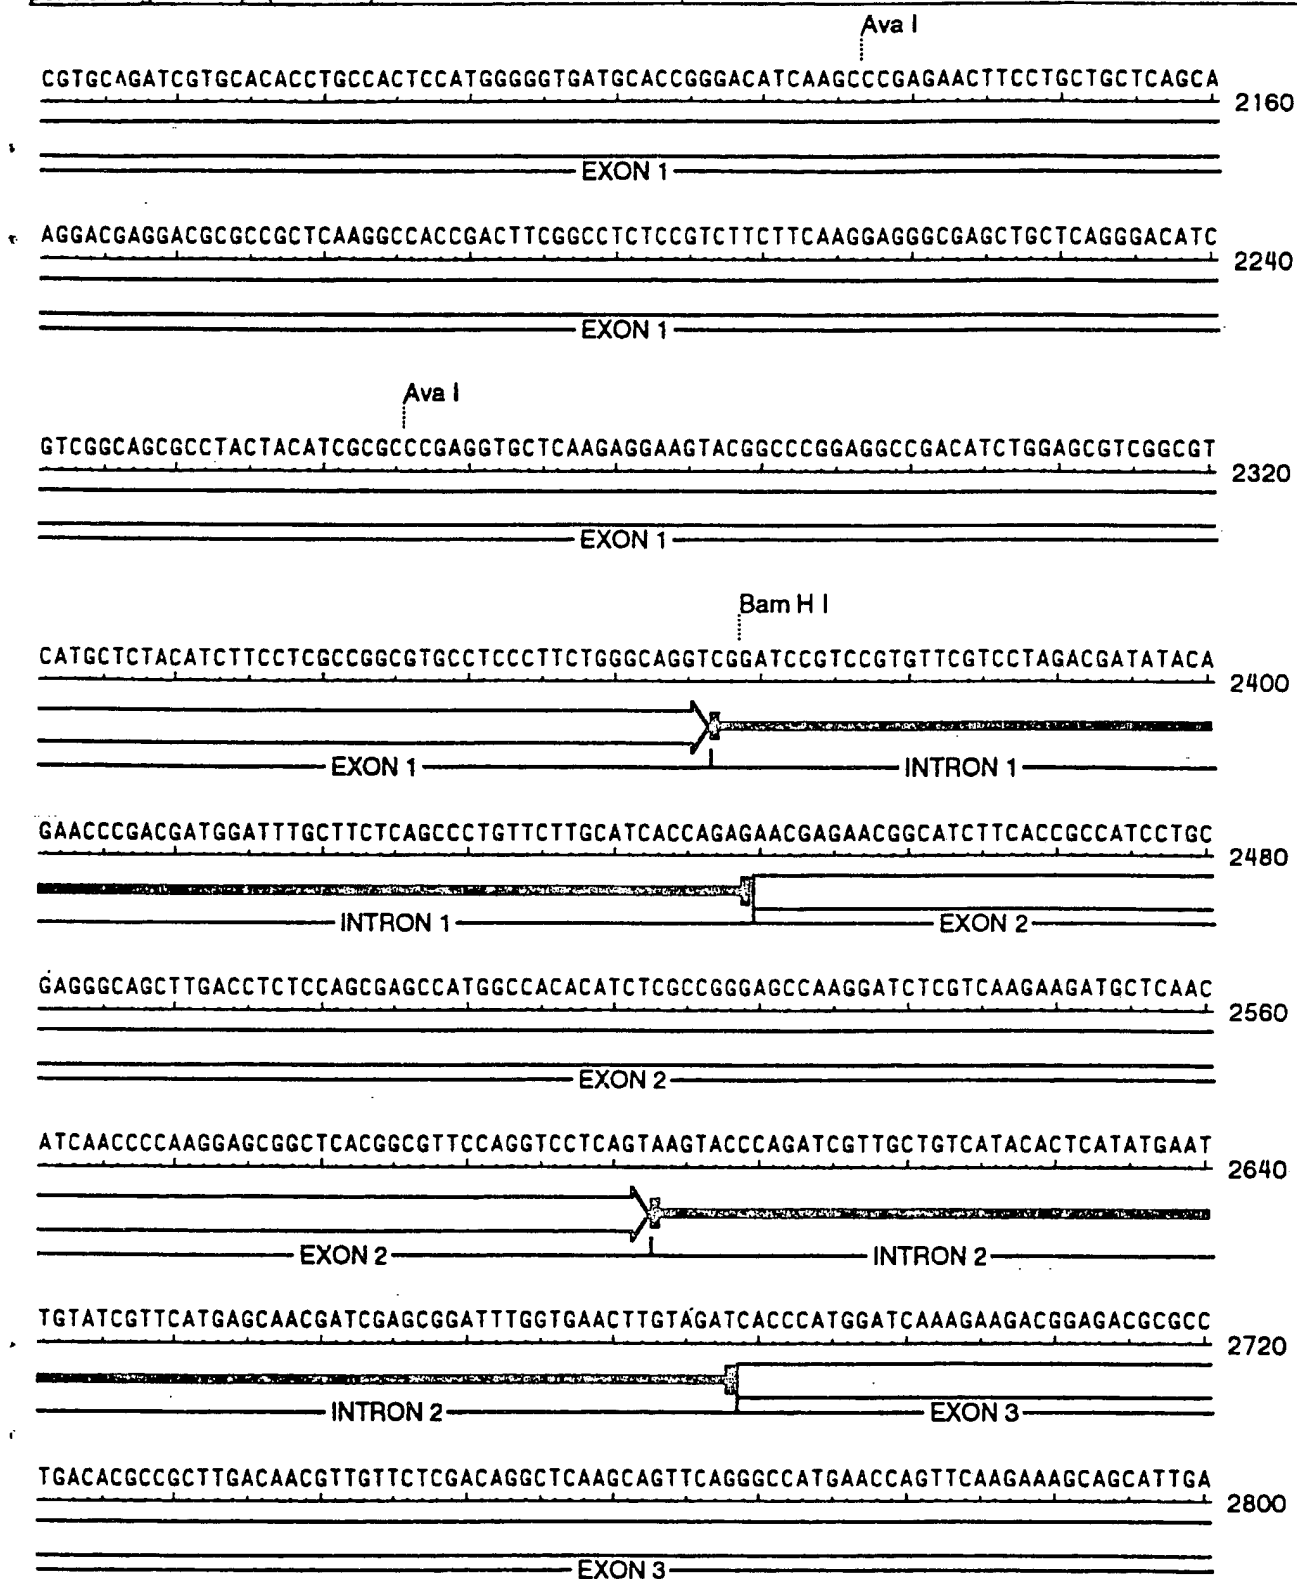 Ava I
CGTGCAGATCGTGCACACCTGCCACTCCATGGGGGTGATGCACCGGGACATCAAGCCCGAGAACTTCCTGCTGCTCAGCA
2160
EXON 1
AGGACGAGGACGCGCCGCTCAAGGCCACCGACTTCGGCCTCTCCGTCTTCTTCAAGGAGGGCGAGCTGCTCAGGGACATC
2240
EXON 1
Ava I
GTCGGCAGCGCCTACTACATCGCGCCCGAGGTGCTCAAGAGGAAGTACGGCCCGGAGGCCGACATCTGGAGCGTCGGCGT
2320
EXON 1
Bam H I
CATGCTCTACATCTTCCTCGCCGGCGTGCCTCCCTTCTGGGCAGGTCGGATCCGTCCGTGTTCGTCCTAGACGATATACA
2400
EXON 1 INTRON 1
GAACCCGACGATGGATTTGCTTCTCAGCCCTGTTCTTGCATCACCAGAGAACGAGAACGGCATCTTCACCGCCATCCTGC
2480
INTRON 1 EXON 2
GAGGGCAGCTTGACCTCTCCAGCGAGCCATGGCCACACATCTCGCCGGGAGCCAAGGATCTCGTCAAGAAGATGCTCAAC
2560
EXON 2
ATCAACCCCAAGGAGCGGCTCACGGCGTTCCAGGTCCTCAGTAAGTACCCAGATCGTTGCTGTCATACACTCATATGAAT
2640
EXON 2 INTRON 2
TGTATCGTTCATGAGCAACGATCGAGCGGATTTGGTGAACTTGTAGATCACCCATGGATCAAAGAAGACGGAGACGCGCC
2720
INTRON 2 EXON 3
TGACACGCCGCTTGACAACGTTGTTCTCGACAGGCTCAAGCAGTTCAGGGCCATGAACCAGTTCAAGAAAGCAGCATTGA
2800
EXON 3